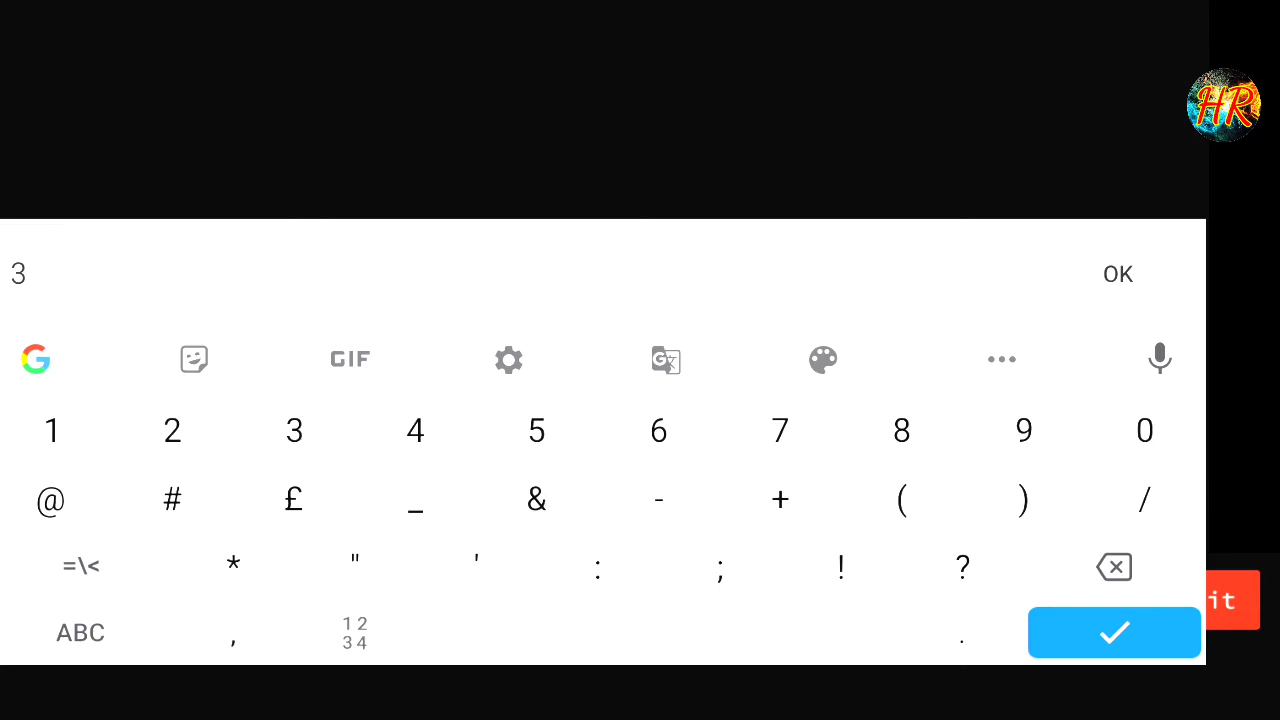 HR
3 OK
G GIF G
1 2 3 4 5 6 7 8 9 0
@ # £ _ & - + ( ) /
=\< * " ' : ; ! ?
ABC , 1 2 3 4 .
it